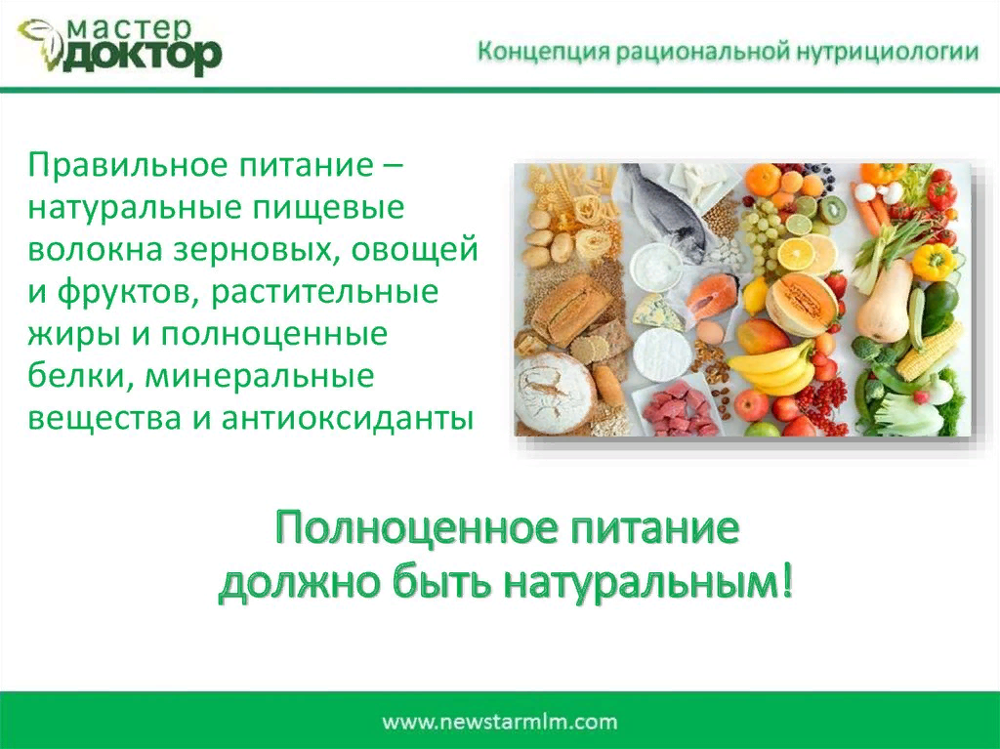 мастер
доктор
Концепция рациональной нутрициологии
Правильное питание –
натуральные пищевые
волокна зерновых, овощей
и фруктов, растительные
жиры и полноценные
белки, минеральные
вещества и антиоксиданты
Полноценное питание
должно быть натуральным!
www.newstarmlm.com